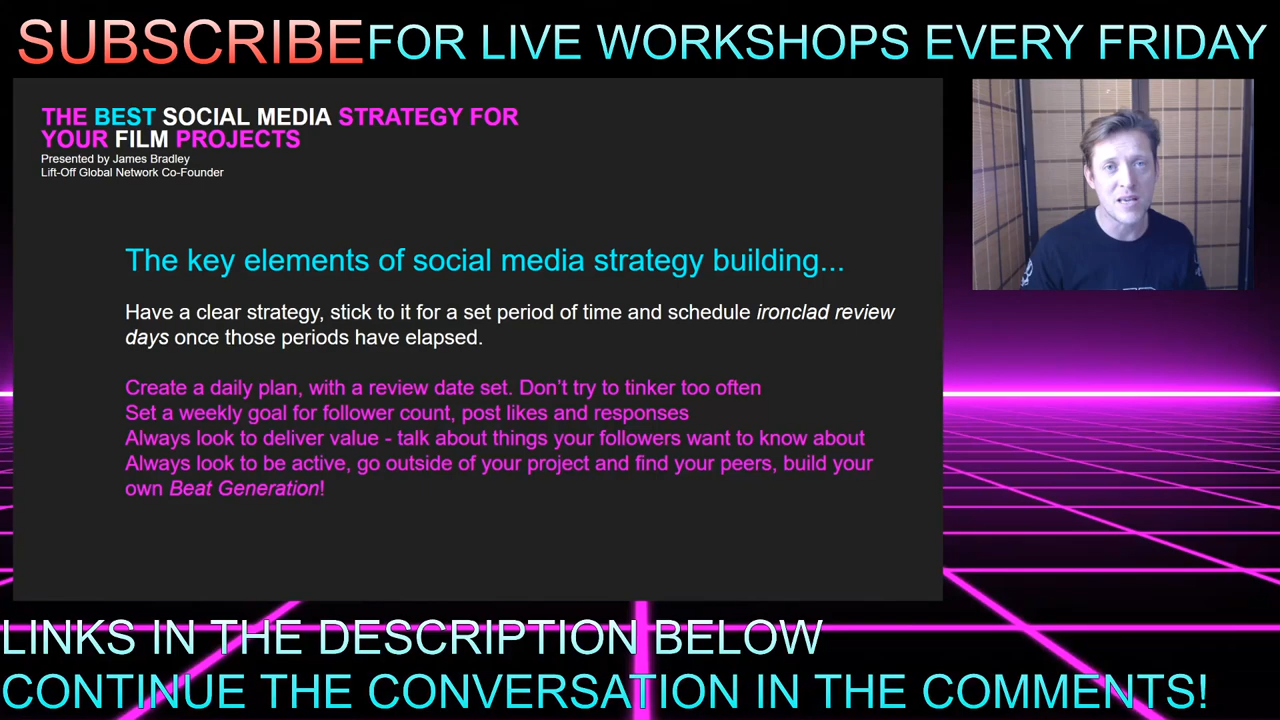 SUBSCRIBE FOR LIVE WORKSHOPS EVERY FRIDAY
THE BEST SOCIAL MEDIA STRATEGY FOR
YOUR FILM PROJECTS
Presented by James Bradley
Lift-Off Global Network Co-Founder
The key elements of social media strategy building...
Have a clear strategy, stick to it for a set period of time and schedule ironclad review
days once those periods have elapsed.
Create a daily plan, with a review date set. Don’t try to tinker too often
Set a weekly goal for follower count, post likes and responses
Always look to deliver value - talk about things your followers want to know about
Always look to be active, go outside of your project and find your peers, build your
own Beat Generation!
LINKS IN THE DESCRIPTION BELOW
CONTINUE THE CONVERSATION IN THE COMMENTS!